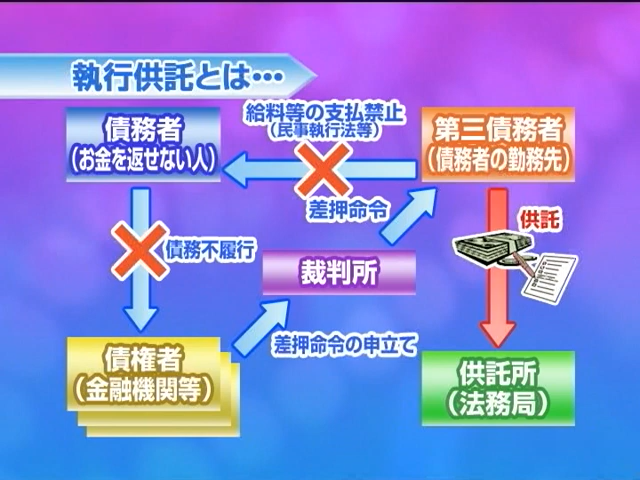 執行供託とは…
債務者
（お金を返せない人）
給料等の支払禁止
（民事執行法等）
第三債務者
（債務者の勤務先）
差押命令
供託
債務不履行
裁判所
差押命令の申立て
債権者
（金融機関等）
供託所
（法務局）